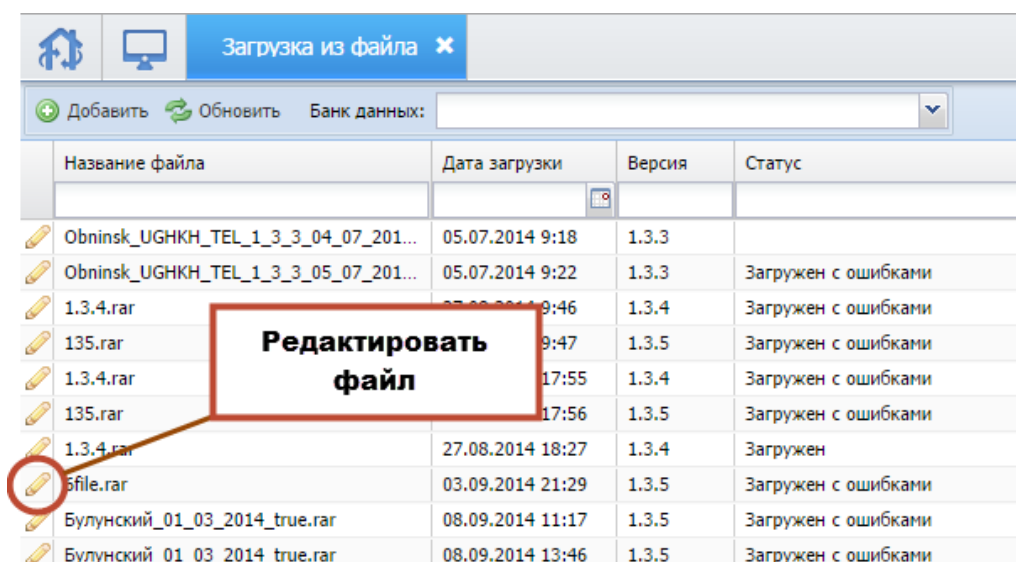 Загрузка из файла
Добавить Обновить Банк данных:
Название файла Дата загрузки Версия Статус
Obninsk_UGHKH_TEL_1_3_3_04_07_201... 05.07.2014 9:18 1.3.3
Obninsk_UGHKH_TEL_1_3_3_05_07_201... 05.07.2014 9:22 1.3.3 Загружен с ошибками
1.3.4.rar 9:46 1.3.4 Загружен с ошибками
135.rar 9:47 1.3.5 Загружен с ошибками
Редактировать
файл
1.3.4.rar 17:55 1.3.4 Загружен с ошибками
135.rar 17:56 1.3.5 Загружен с ошибками
1.3.4.rar 27.08.2014 18:27 1.3.4 Загружен
6file.rar 03.09.2014 21:29 1.3.5 Загружен с ошибками
Булунский_01_03_2014_true.rar 08.09.2014 11:17 1.3.5 Загружен с ошибками
Булунский_01_03_2014_true.rar 08.09.2014 13:46 1.3.5 Загружен с ошибками